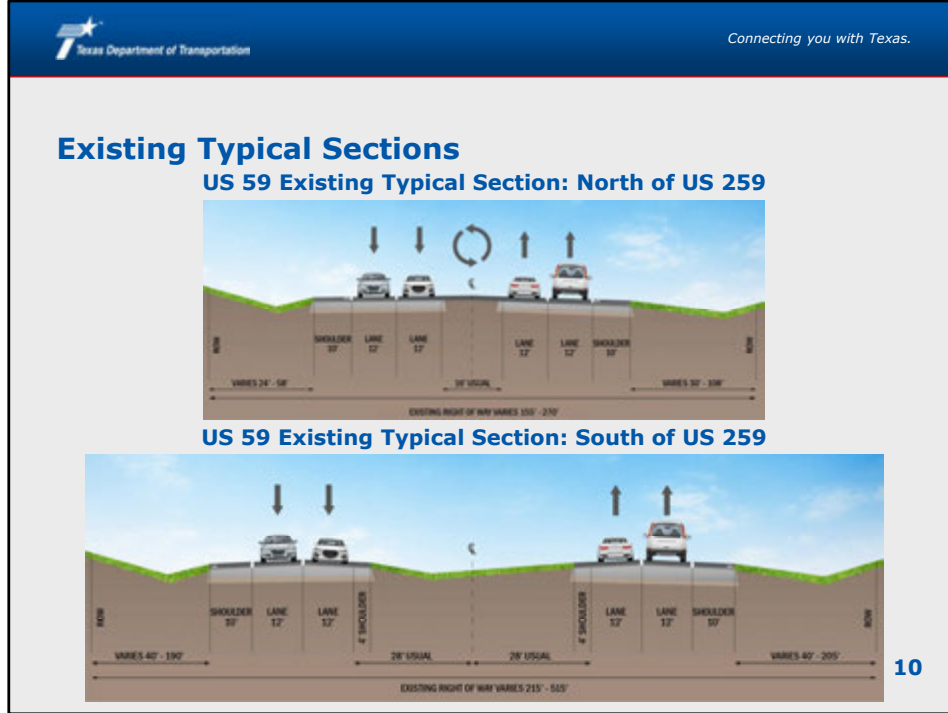 Texas Department of Transportation
Connecting you with Texas.
Existing Typical Sections
US 59 Existing Typical Section: North of US 259
ROW
SHOULDER 10'
LANE 12'
LANE 12'
LANE 12'
LANE 12'
SHOULDER 10'
ROW
VARIES 24' - 58'
16' USUAL
VARIES 30' - 108'
EXISTING RIGHT OF WAY VARIES 155' - 270'
US 59 Existing Typical Section: South of US 259
ROW
SHOULDER 10'
LANE 12'
LANE 12'
4' SHOULDER
4' SHOULDER
LANE 12'
LANE 12'
SHOULDER 10'
ROW
VARIES 40' - 190'
28' USUAL
28' USUAL
VARIES 40' - 205'
EXISTING RIGHT OF WAY VARIES 215' - 515'
10